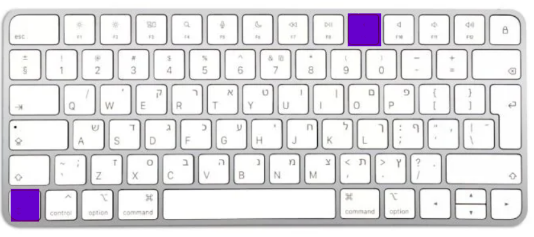 esc F1 F2 F3 F4 F5 F6 F7 F8 F10 F11 F12
± § ! 1 @ 2 # 3 $ 4 % 5 ^ 6 & ₪ 7 * 8 ( 9 ) 0 + =
Q / W ' E ק R ר T א Y ט U ו I ן O ם P פ { [ } ]
A ש S ד D ג F כ G ע H י J ח K ל L ך : ; ף " ' , | \
~ ; Z X ס C ב V ה B נ N מ M צ < , ת > . ץ ? / .
control option command command option